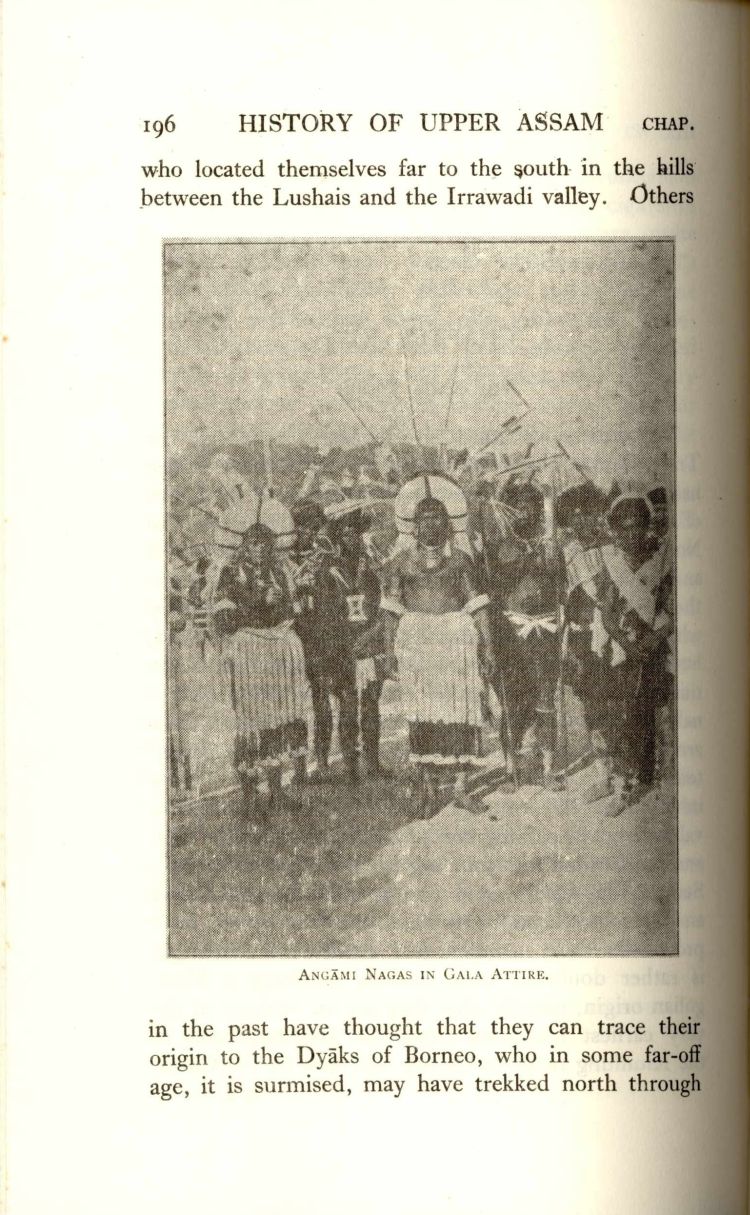 196 HISTORY OF UPPER ASSAM CHAP.
who located themselves far to the south in the hills
between the Lushais and the Irrawadi valley. Others
ANGĀMI NAGAS IN GALA ATTIRE.
in the past have thought that they can trace their
origin to the Dyāks of Borneo, who in some far-off
age, it is surmised, may have trekked north through